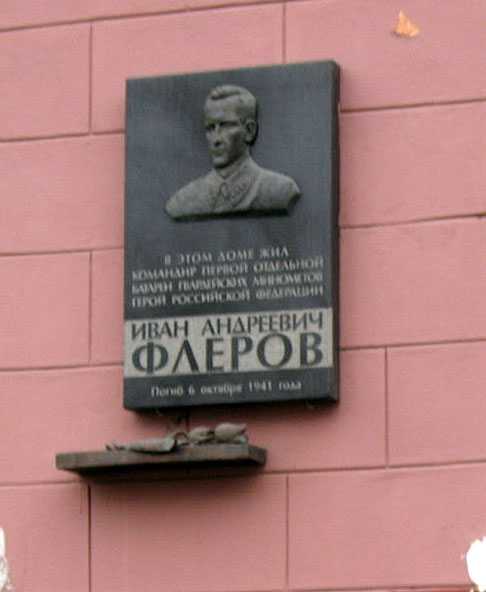 В ЭТОМ ДОМЕ ЖИЛ
КОМАНДИР ПЕРВОЙ ОТДЕЛЬНОЙ
БАТАРЕИ ГВАРДЕЙСКИХ МИНОМЕТОВ
ГЕРОЙ РОССИЙСКОЙ ФЕДЕРАЦИИ
ИВАН АНДРЕЕВИЧ
ФЛЕРОВ
Погиб 6 октября 1941 года